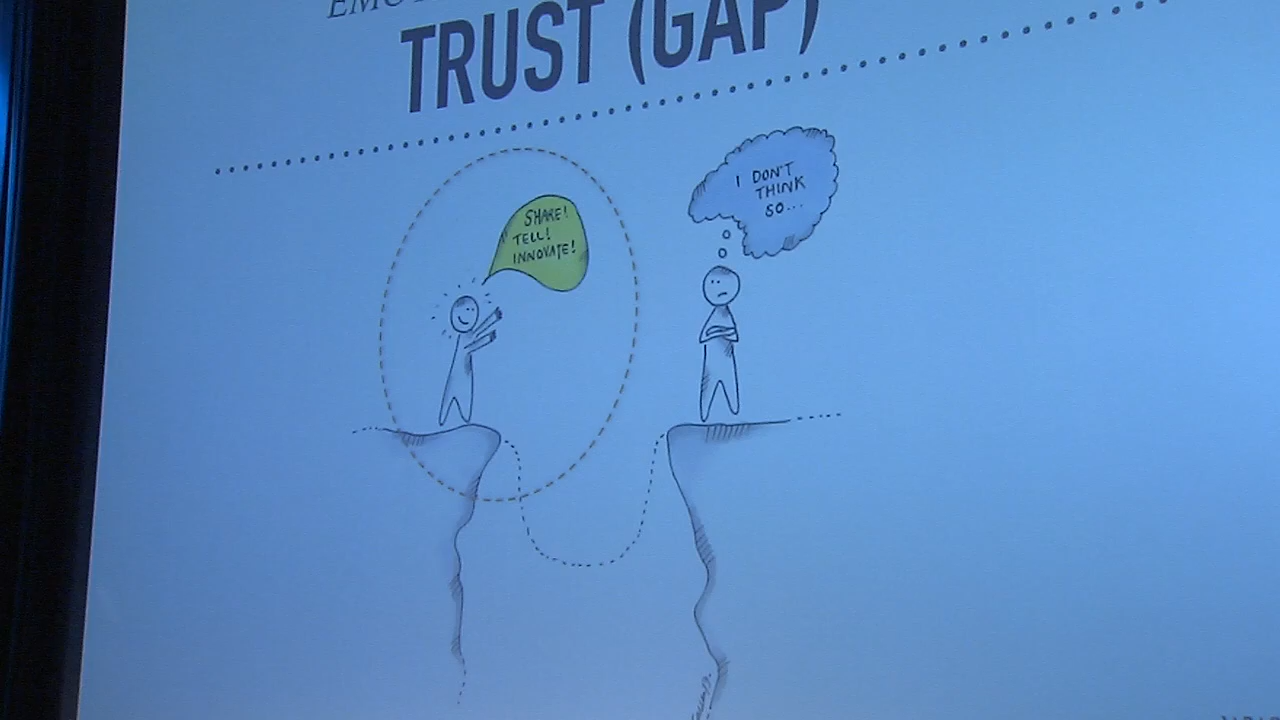 TRUST (GAP)
SHARE!
TELL!
INNOVATE!
I DON'T
THINK
SO...